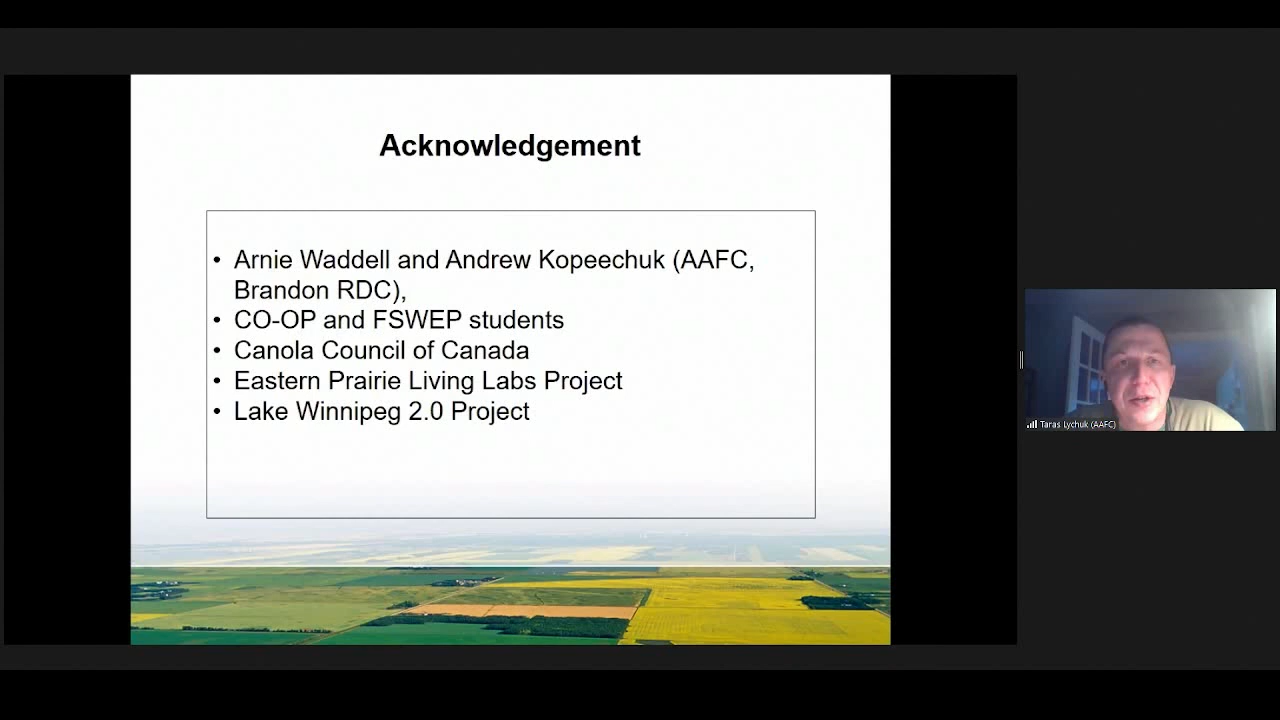 Acknowledgement
• Arnie Waddell and Andrew Kopeechuk (AAFC,
Brandon RDC),
• CO-OP and FSWEP students
• Canola Council of Canada
• Eastern Prairie Living Labs Project
• Lake Winnipeg 2.0 Project
Taras Lychuk (AAFC)